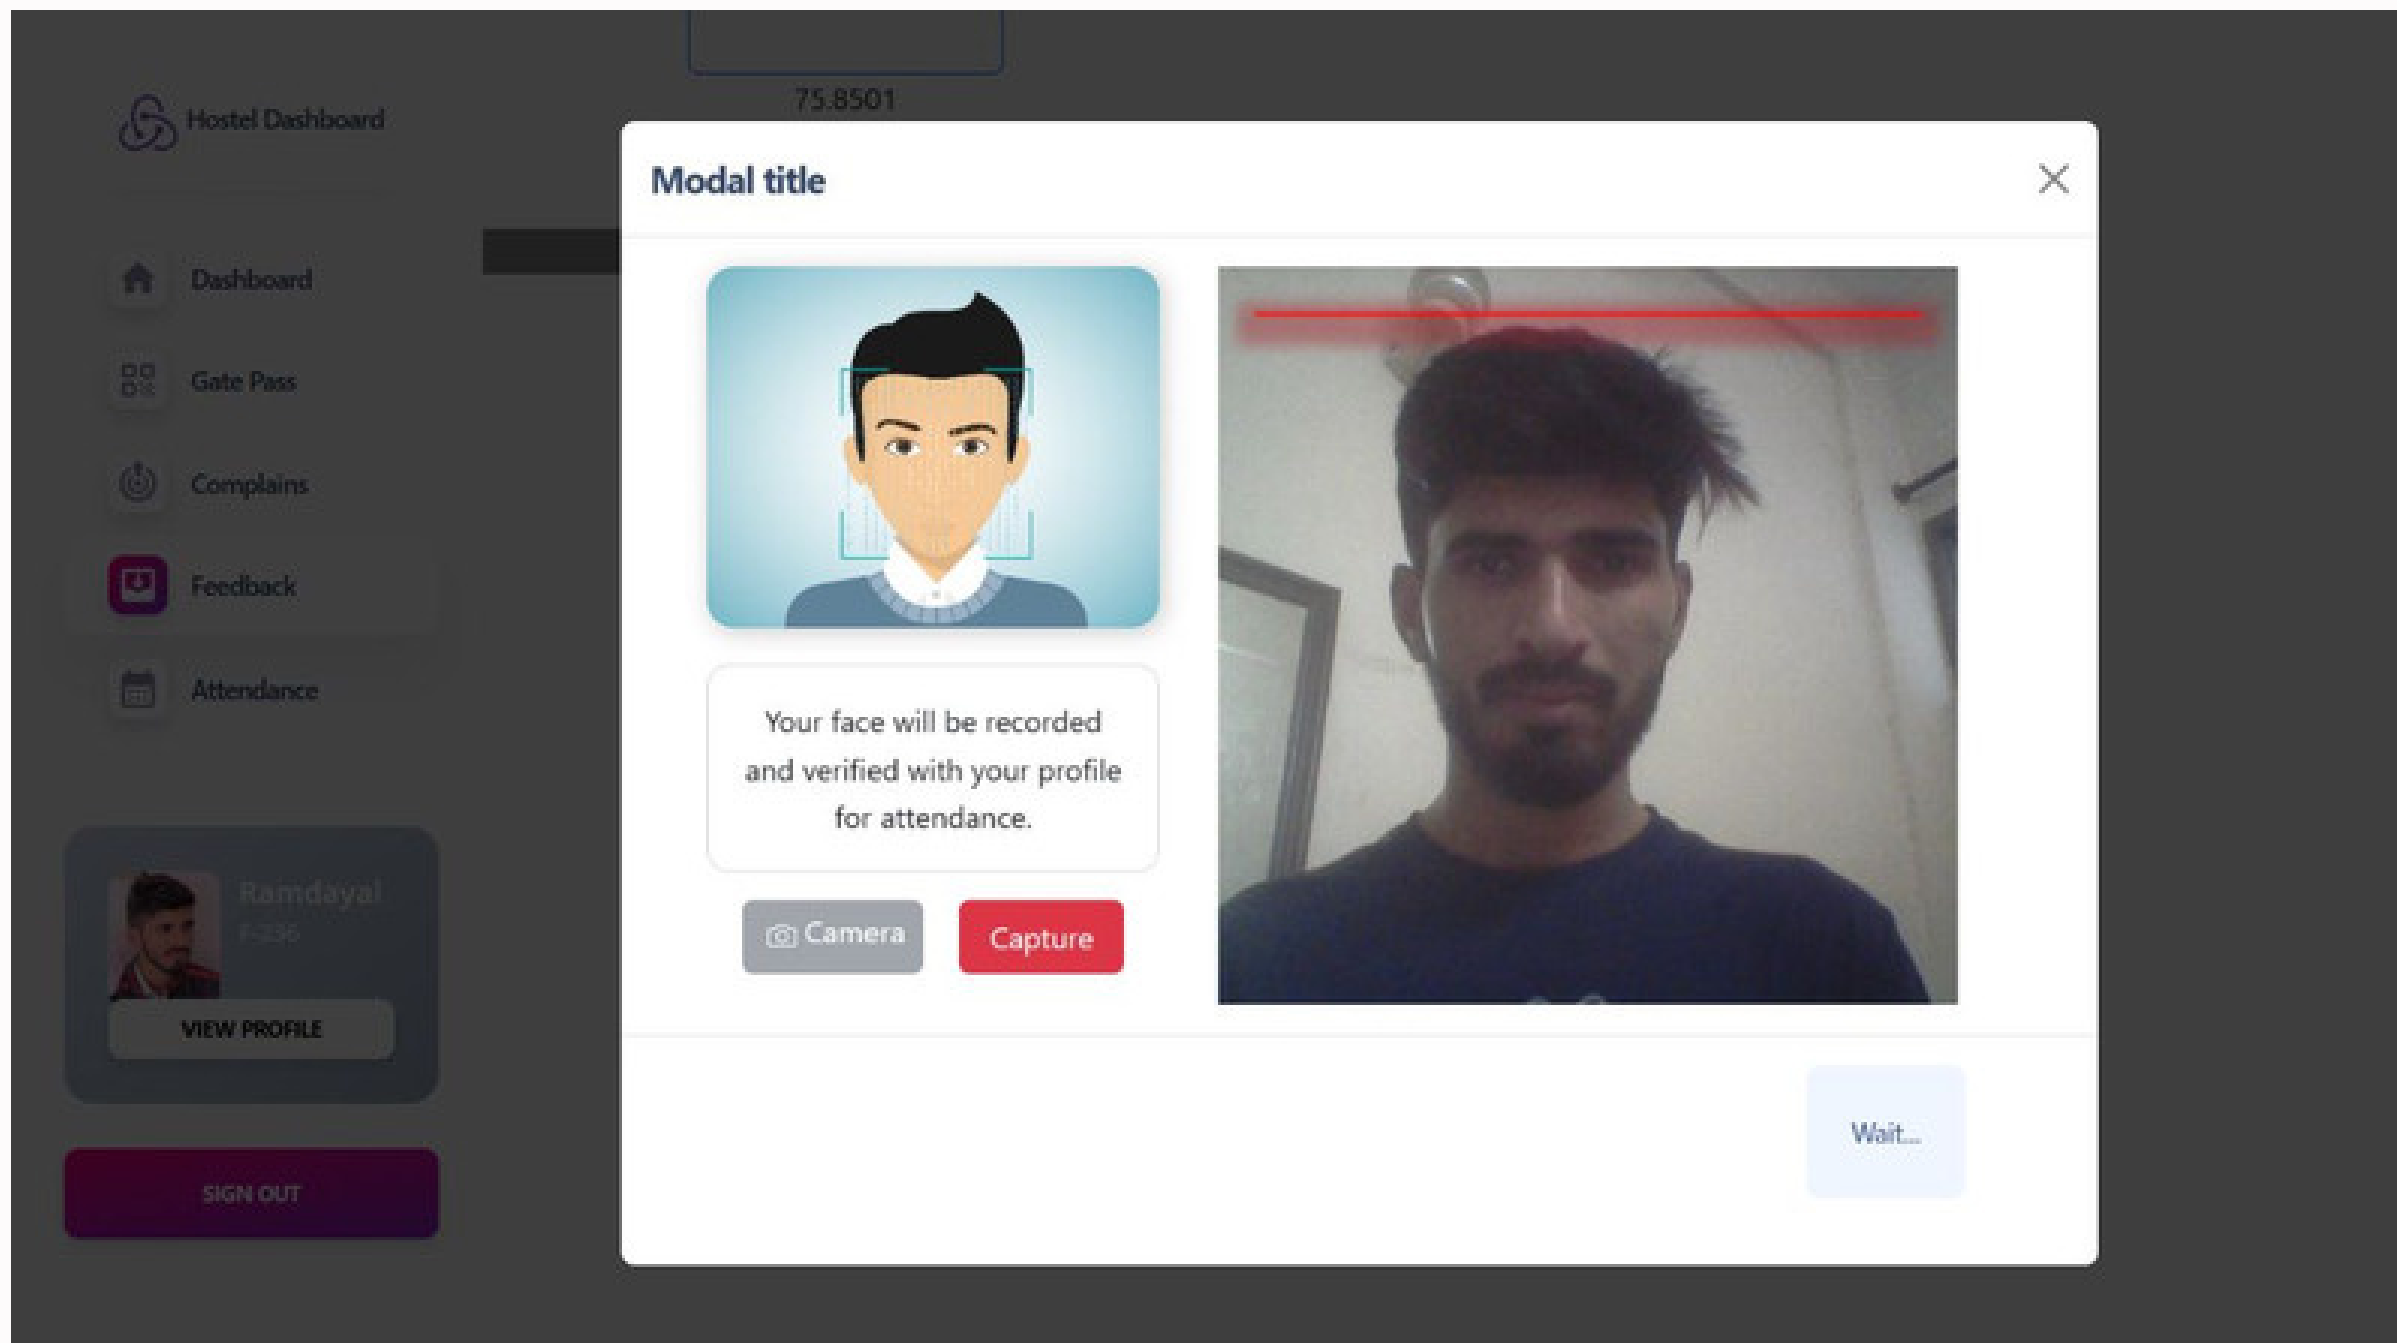 75.8501
Hostel Dashboard
Modal title
Dashboard
Gate Pass
Complains
Feedback
Attendance
Your face will be recorded
and verified with your profile
for attendance.
Camera
Capture
Ramdayal
F-236
VIEW PROFILE
Wait...
SIGN OUT